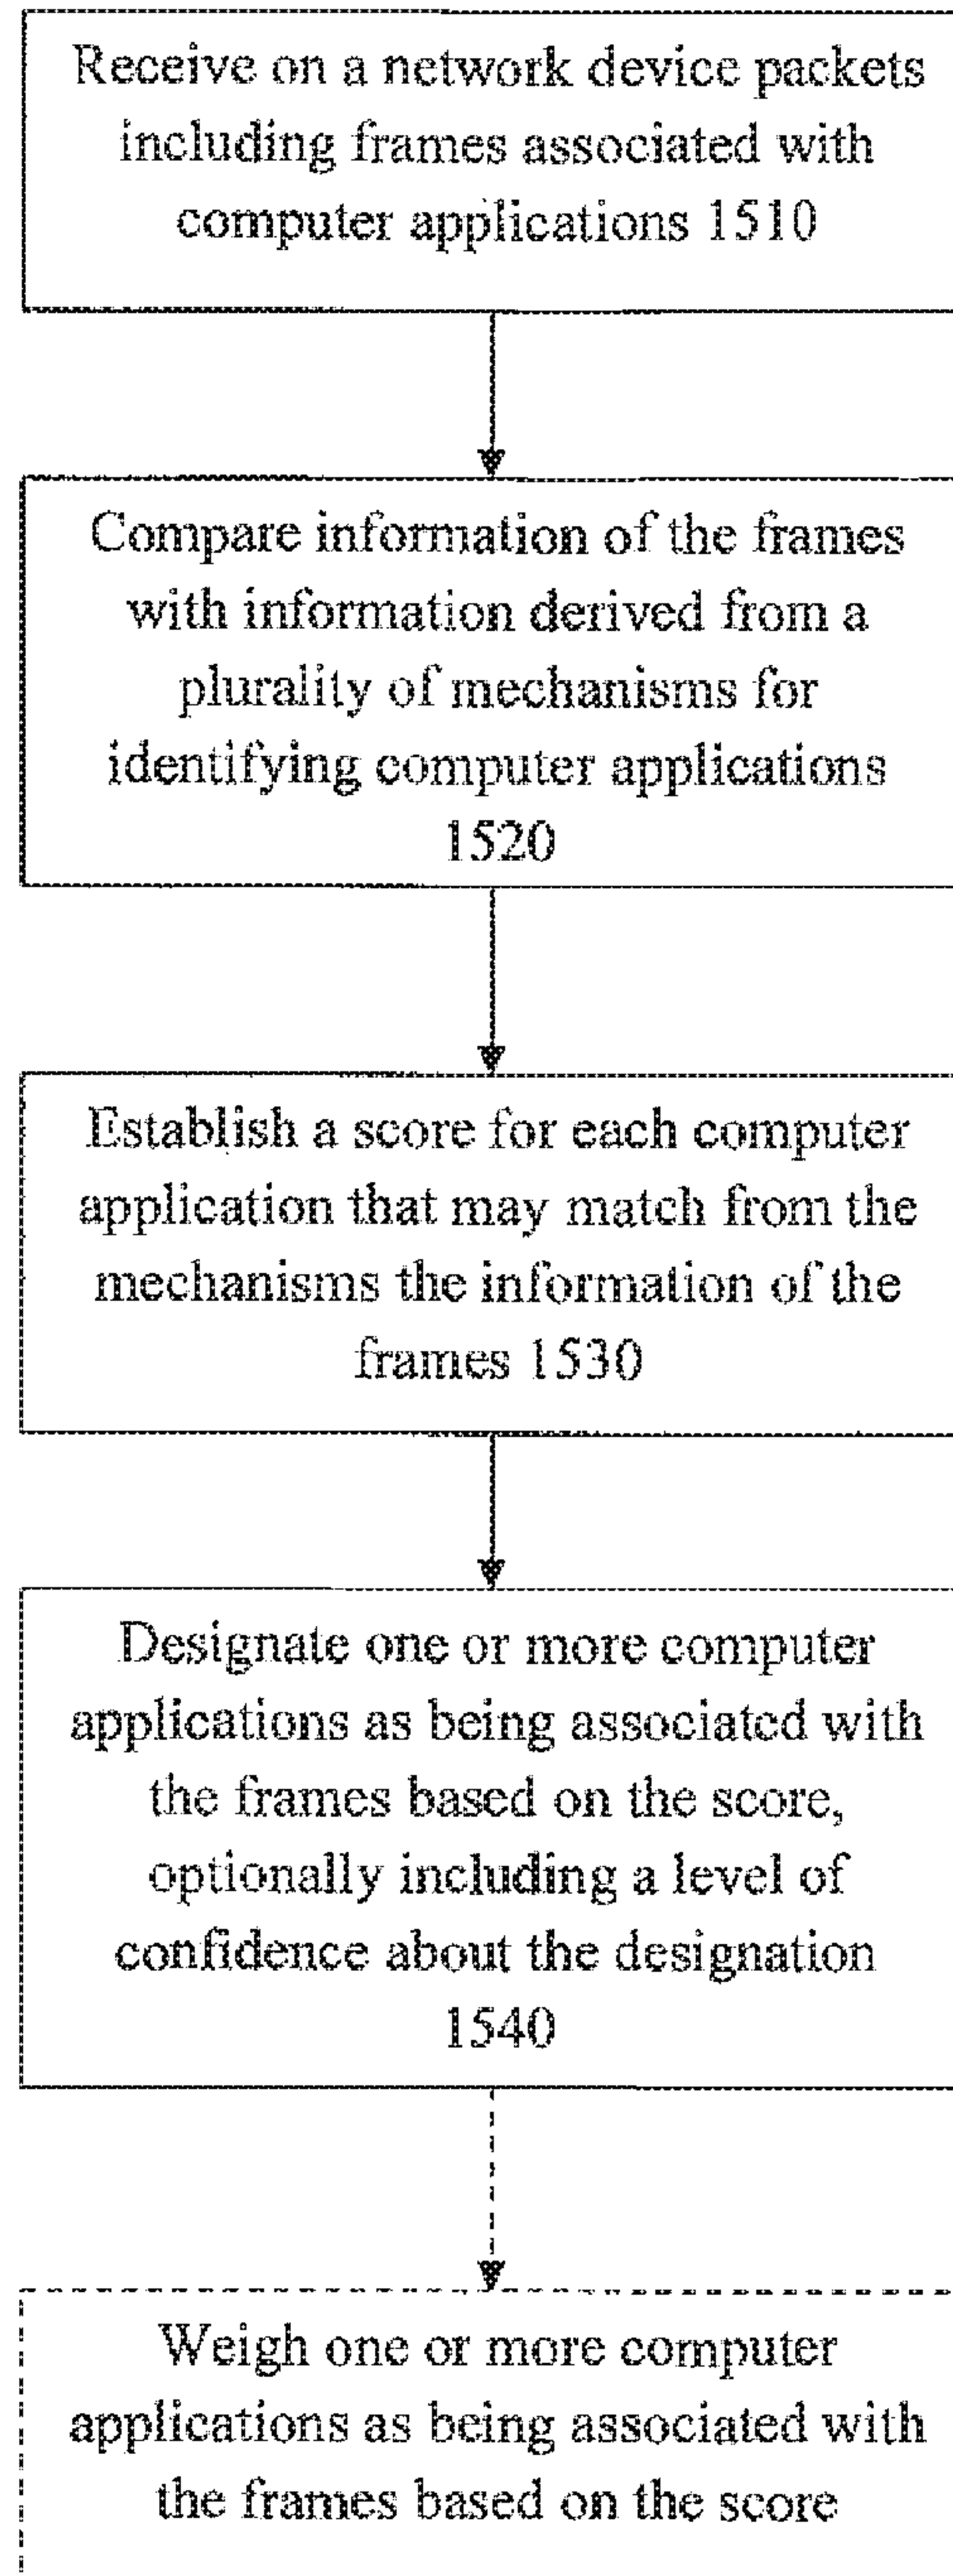 Receive on a network device packets
including frames associated with
computer applications 1510
Compare information of the frames
with information derived from a
plurality of mechanisms for
identifying computer applications
1520
Establish a score for each computer
application that may match from the
mechanisms the information of the
frames 1530
Designate one or more computer
applications as being associated with
the frames based on the score,
optionally including a level of
confidence about the designation
1540
Weigh one or more computer
applications as being associated with
the frames based on the score